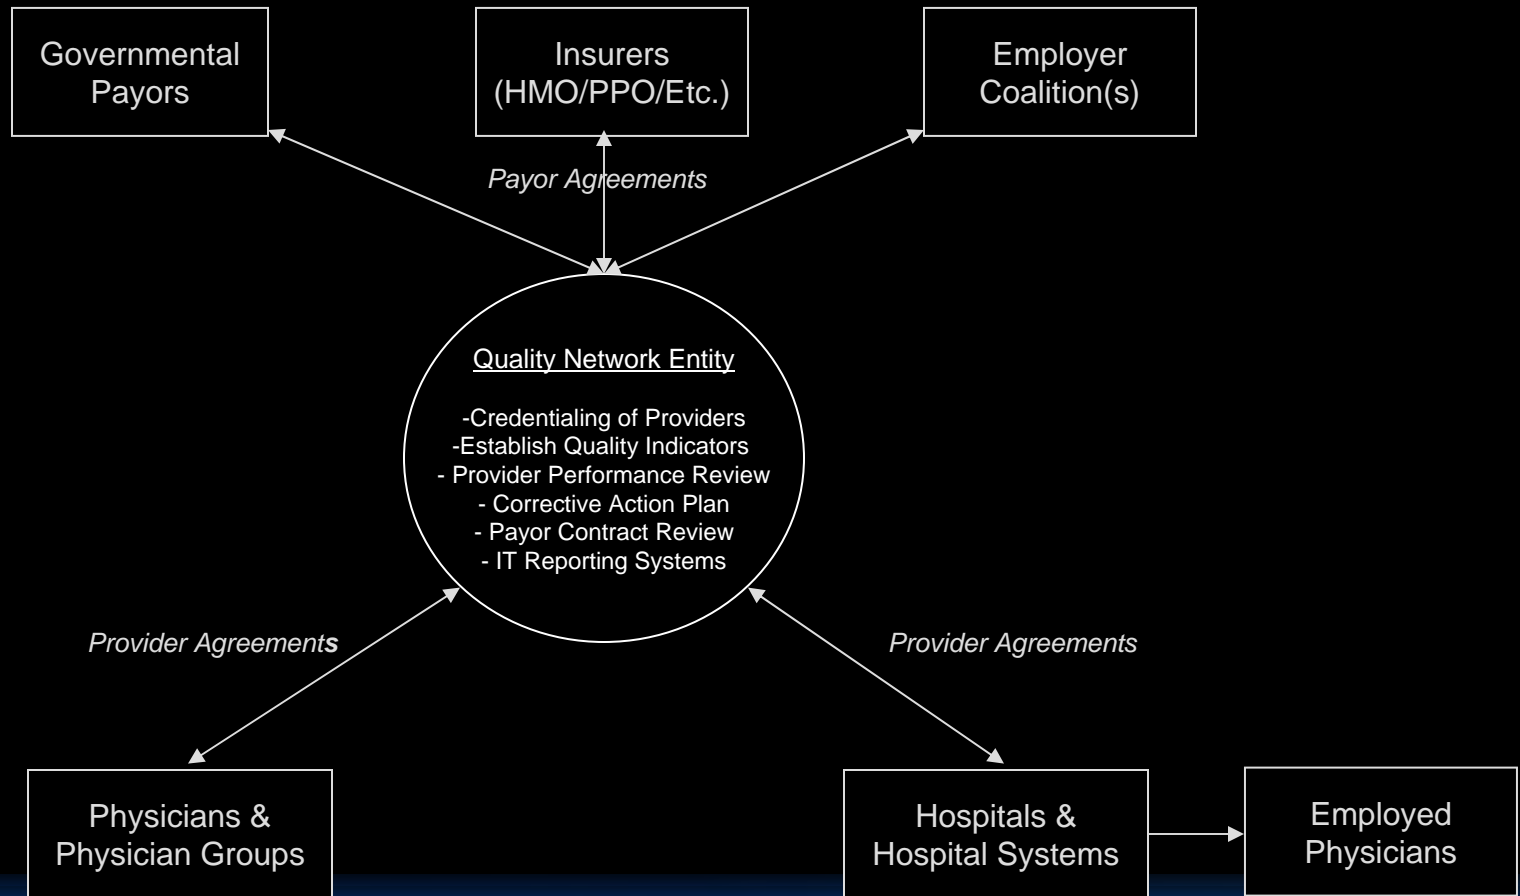 Governmental
Payors
Insurers
(HMO/PPO/Etc.)
Employer
Coalition(s)
Payor Agreements
Quality Network Entity
-Credentialing of Providers
-Establish Quality Indicators
- Provider Performance Review
- Corrective Action Plan
- Payor Contract Review
- IT Reporting Systems
Provider Agreements
Provider Agreements
Physicians &
Physician Groups
Hospitals &
Hospital Systems
Employed
Physicians